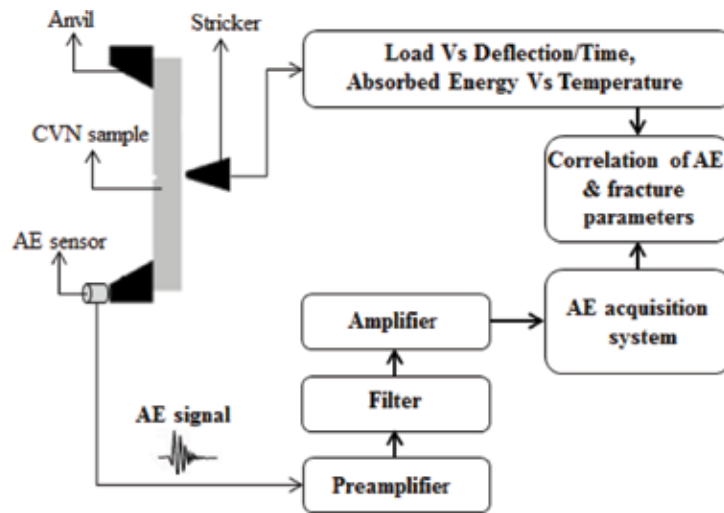 Anvil
Stricker
Load Vs Deflection/Time,
Absorbed Energy Vs Temperature
CVN sample
Correlation of AE
& fracture
parameters
AE sensor
AE acquisition
system
Amplifier
Filter
AE signal
Preamplifier